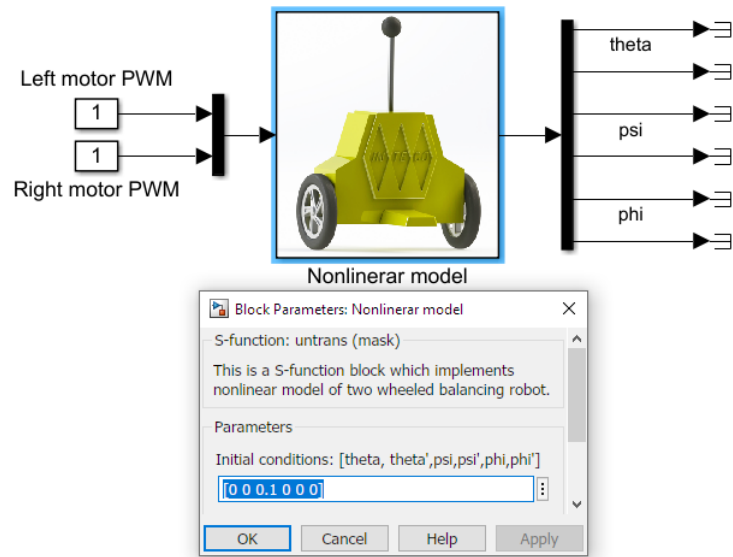 theta
Left motor PWM
1
psi
1
Right motor PWM
phi
Nonlinerar model
Block Parameters: Nonlinerar model
S-function: untrans (mask)
This is a S-function block which implements
nonlinear model of two wheeled balancing robot.
Parameters
Initial conditions: [theta, theta',psi,psi',phi,phi']
[0 0 0.1 0 0 0]
OK
Cancel
Help
Apply